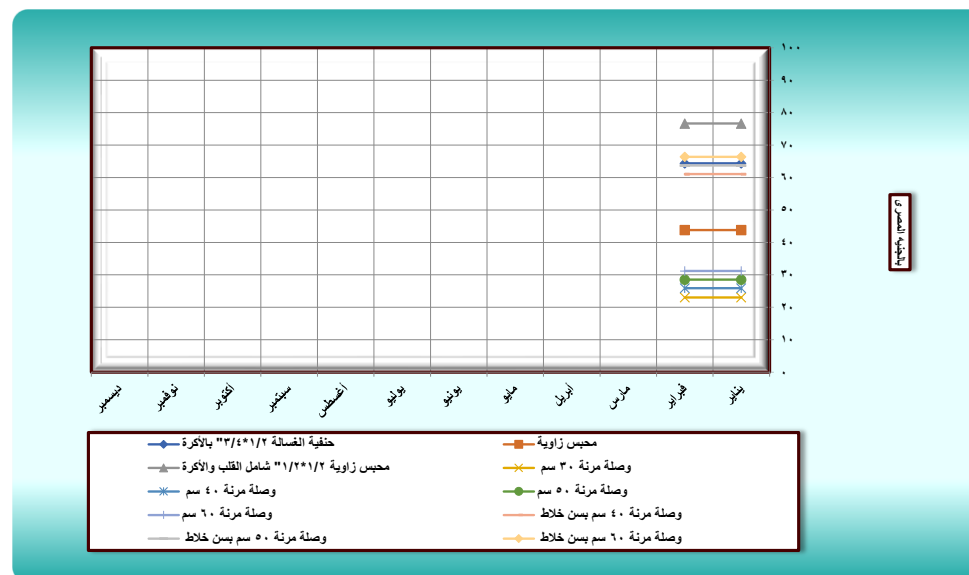 ١٠٠
٩٠
٨٠
٧٠
٦٠
٥٠
٤٠
٣٠
٢٠
١٠
٠
بالجنيه المصرى
يناير
فبراير
مارس
أبريل
مايو
يونيو
يوليو
أغسطس
سبتمبر
أكتوبر
نوفمبر
ديسمبر
محبس زاوية
حنفية الغسالة ١/٢*٣/٤" بالأكرة
وصلة مرنة ٣٠ سم
محبس زاوية ١/٢*١/٢" شامل القلب والأكرة
وصلة مرنة ٥٠ سم
وصلة مرنة ٤٠ سم
وصلة مرنة ٤٠ سم بسن خلاط
وصلة مرنة ٦٠ سم
وصلة مرنة ٦٠ سم بسن خلاط
وصلة مرنة ٥٠ سم بسن خلاط